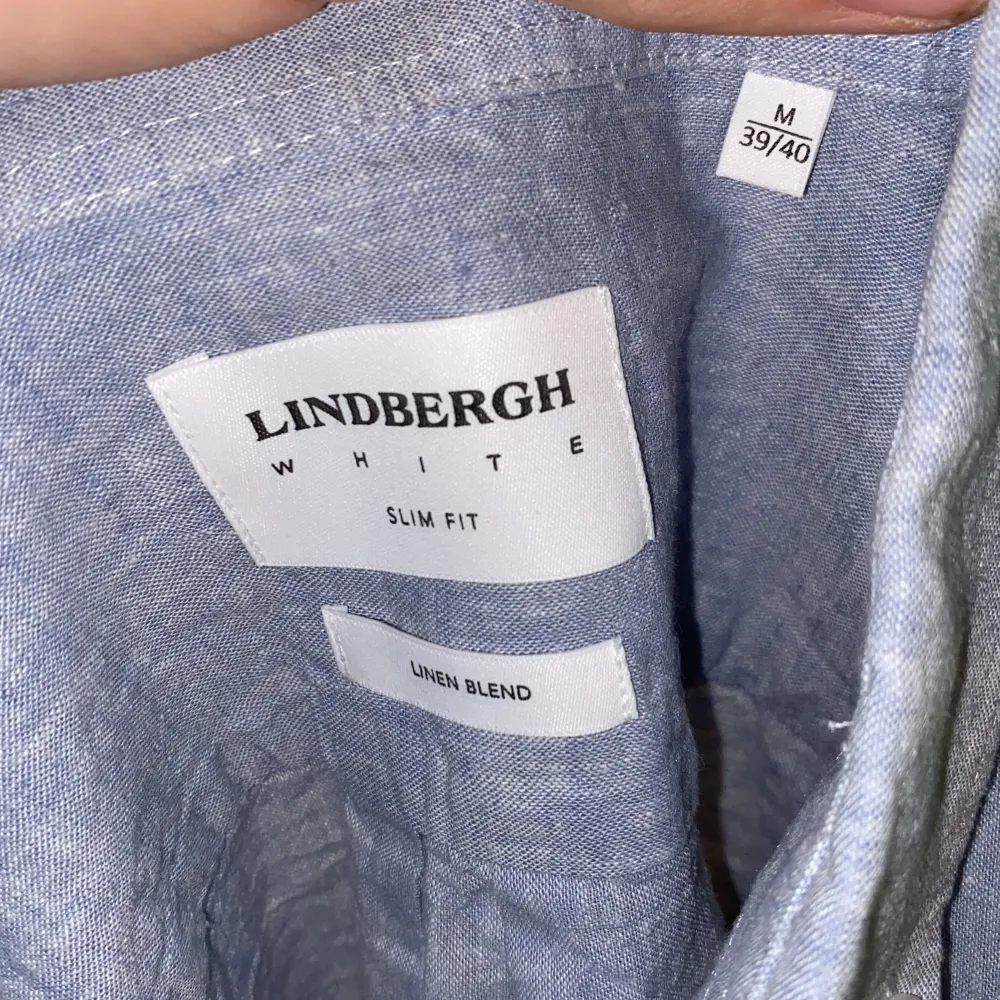 M
39/40
LINDBERGH
WHITE
SLIM FIT
LINEN BLEND